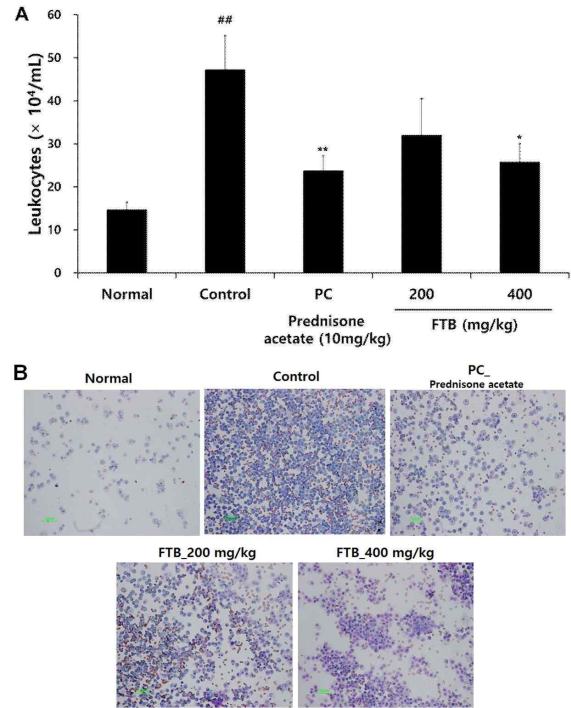 A
60
50
40
30
20
10
0
Leukocytes (× 10⁴/mL)
##
**
*
Normal
Control
PC
200
400
Prednisone
acetate (10mg/kg)
FTB (mg/kg)
B
Normal
Control
PC_
Prednisone acetate
FTB_200 mg/kg
FTB_400 mg/kg